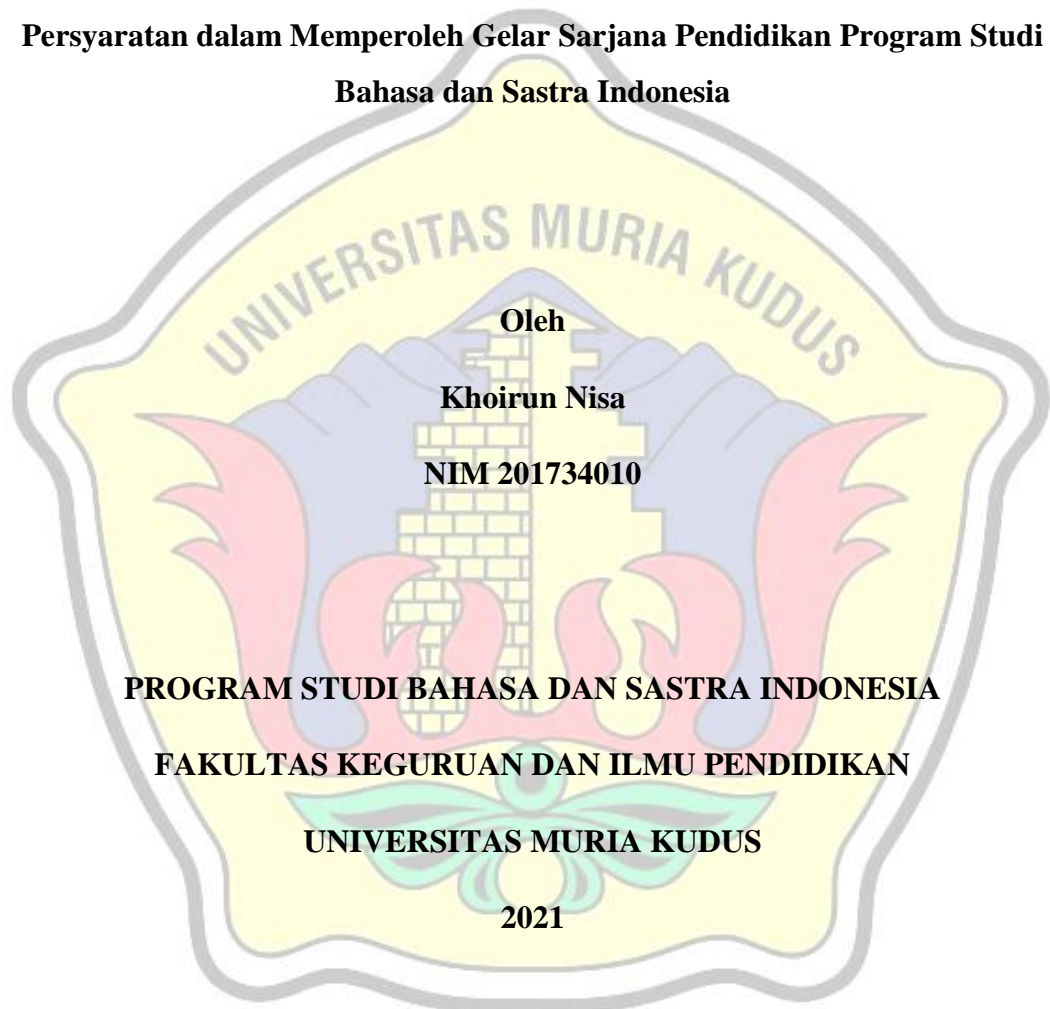 Persyaratan dalam Memperoleh Gelar Sarjana Pendidikan Program Studi
Bahasa dan Sastra Indonesia
UNIVERSITAS MURIA KUDUS
Oleh
Khoirun Nisa
NIM 201734010
PROGRAM STUDI BAHASA DAN SASTRA INDONESIA
FAKULTAS KEGURUAN DAN ILMU PENDIDIKAN
UNIVERSITAS MURIA KUDUS
2021